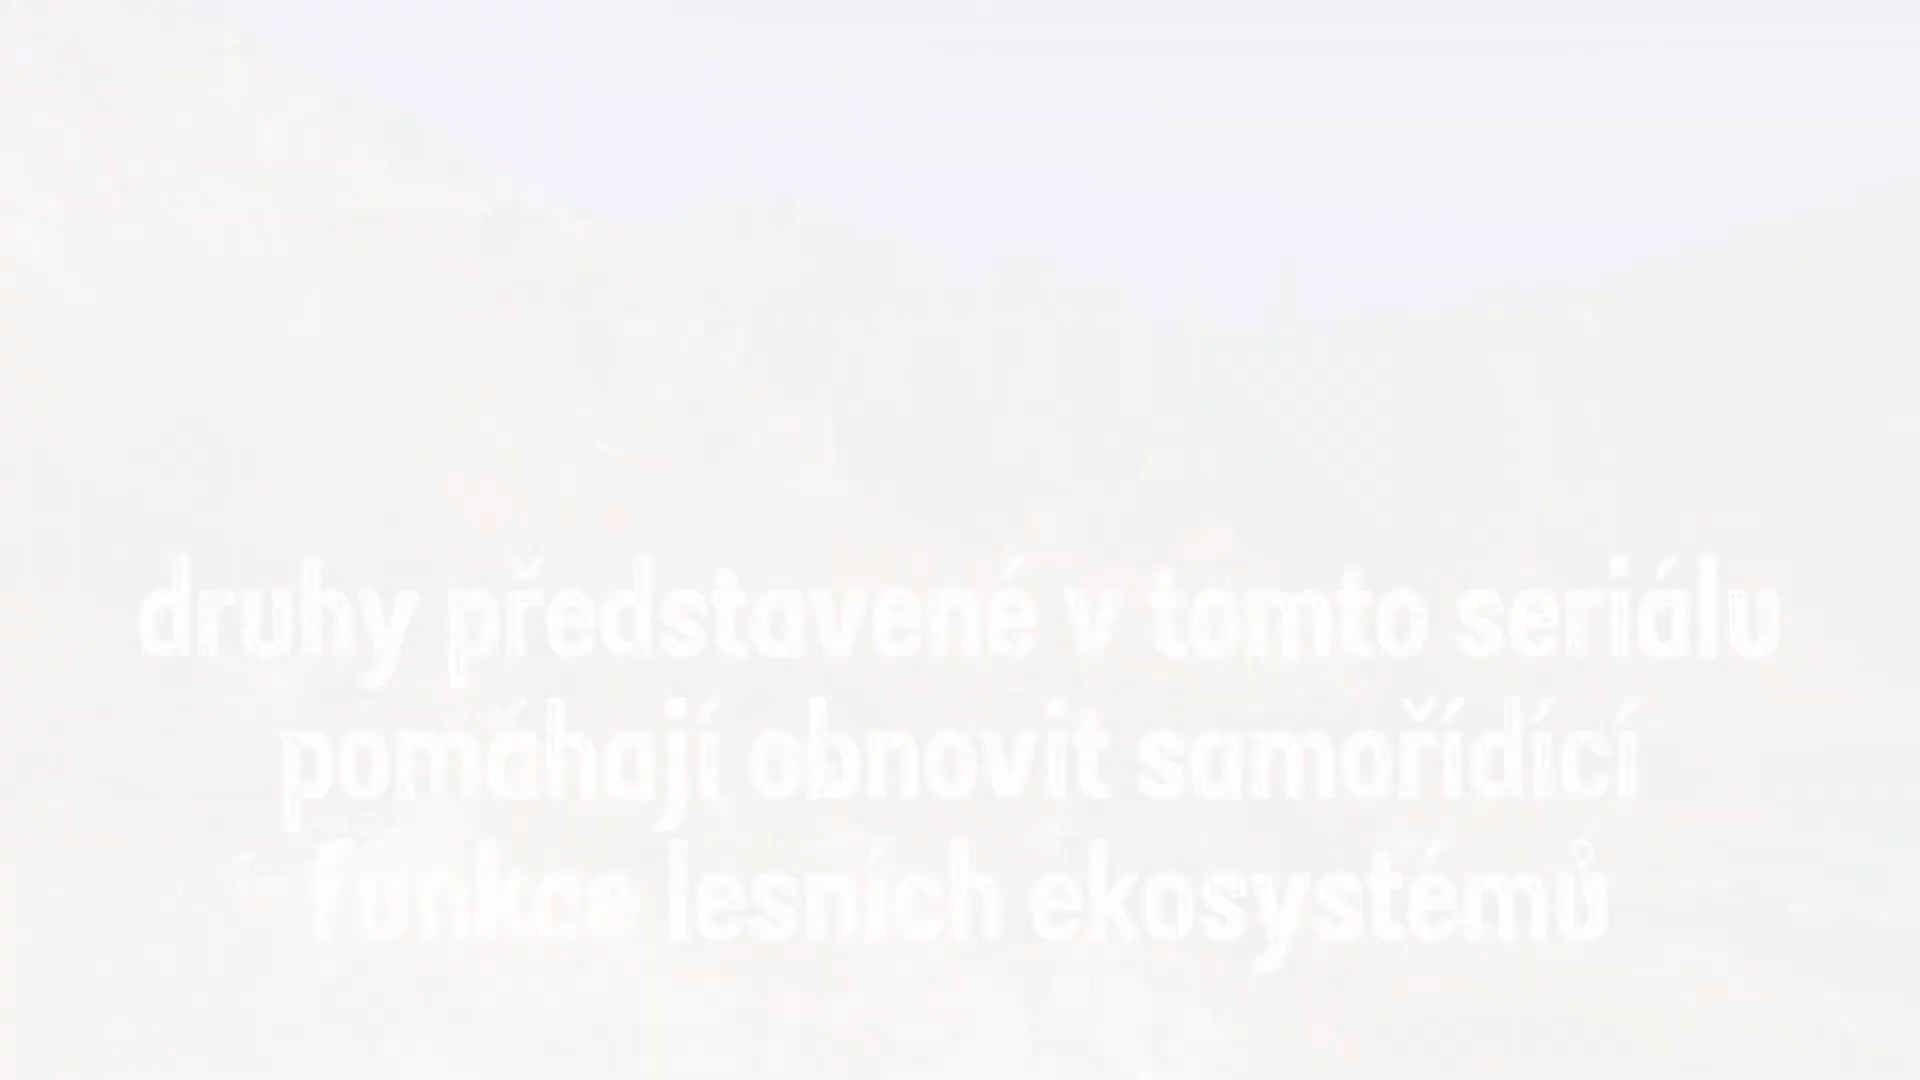 druhy představené v tomto seriálu
pomáhají obnovit samořídící
funkce lesních ekosystémů